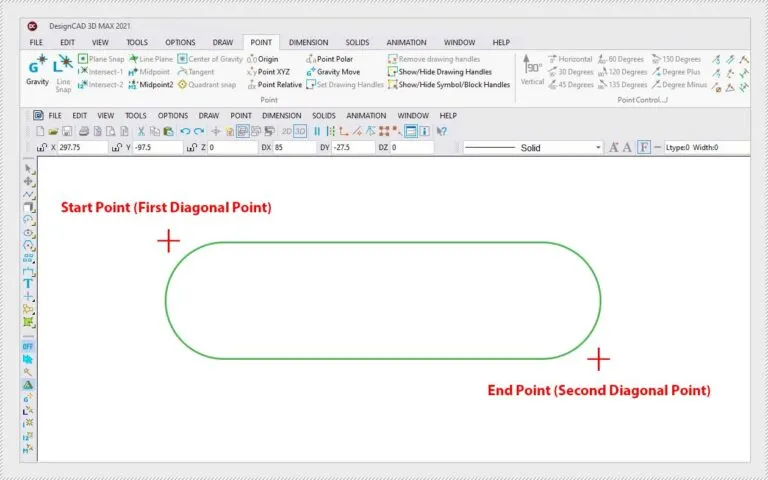 DC DesignCAD 3D MAX 2021
FILE EDIT VIEW TOOLS OPTIONS DRAW POINT DIMENSION SOLIDS ANIMATION WINDOW HELP
Plane Snap Line Plane Center of Gravity Origin Point Polar Remove drawing handles Horizontal 60 Degrees 150 Degrees
Gravity Line Snap Intersect-1 Midpoint Tangent Point XYZ Gravity Move Show/Hide Drawing Handles 90° Vertical 30 Degrees 120 Degrees Degree Plus
Intersect-2 Midpoint2 Quadrant snap Point Relative Set Drawing Handles Show/Hide Symbol/Block Handles 45 Degrees 135 Degrees Degree Minus
Point Point Control...
FILE EDIT VIEW TOOLS DRAW POINT DIMENSION SOLIDS ANIMATION WINDOW HELP
2D 3D
X 297.75 Y -97.5 Z 0 DX 85 DY -27.5 DZ 0 Solid A A F Ltype:0 Width:0
Start Point (First Diagonal Point)
T
OFF
End Point (Second Diagonal Point)